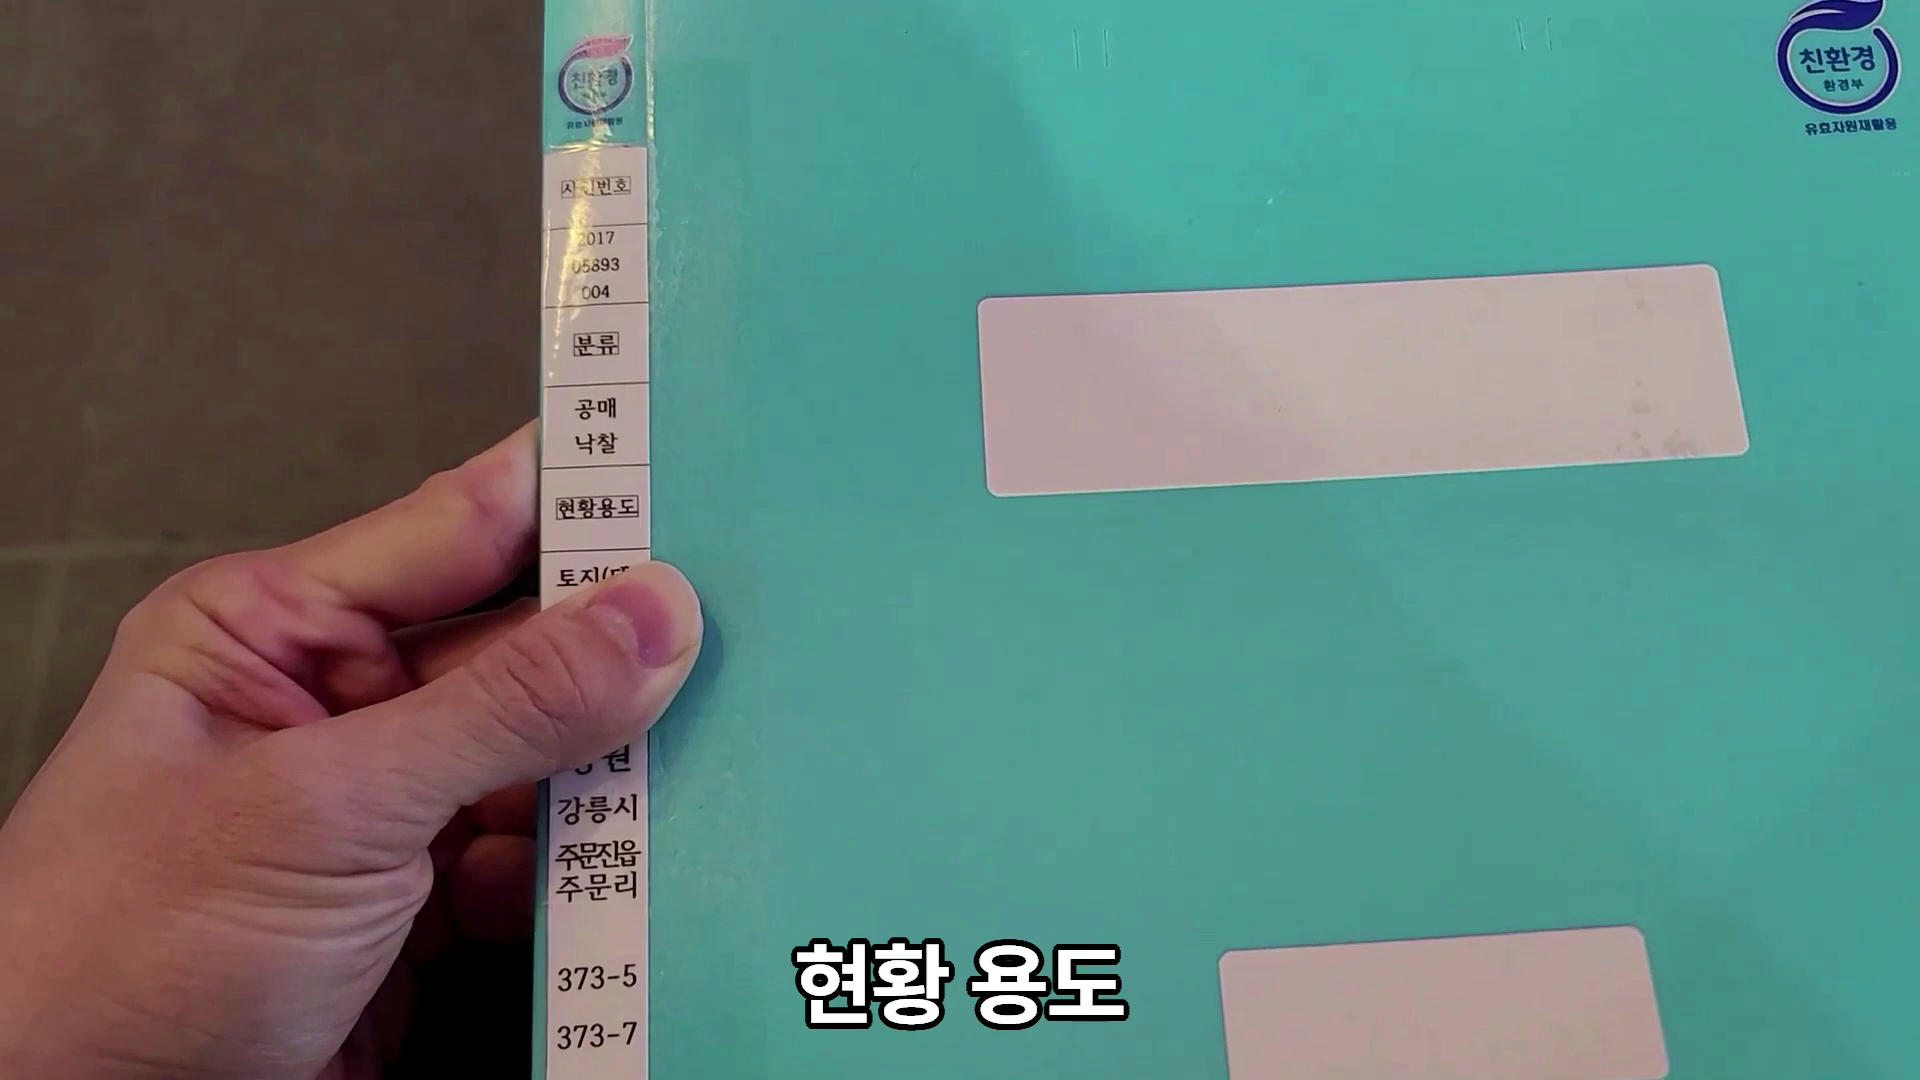 친환경
유효자원재활용
사건번호
2017
05893
004
분류
공매
낙찰
현황용도
토지(대
강릉시
주문진읍
주문리
373-5
373-7
친환경
환경부
유효자원재활용
현황 용도